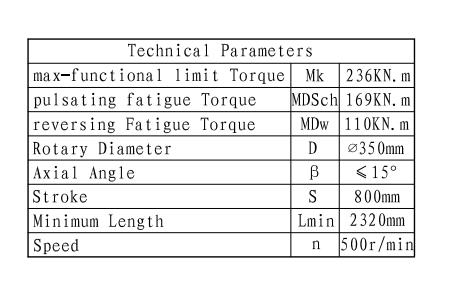 Technical Parameters
max-functional limit Torque Mk 236KN.m
pulsating fatigue Torque MDSch 169KN.m
reversing Fatigue Torque MDw 110KN.m
Rotary Diameter D ∅350mm
Axial Angle β ≤15°
Stroke S 800mm
Minimum Length Lmin 2320mm
Speed n 500r/min